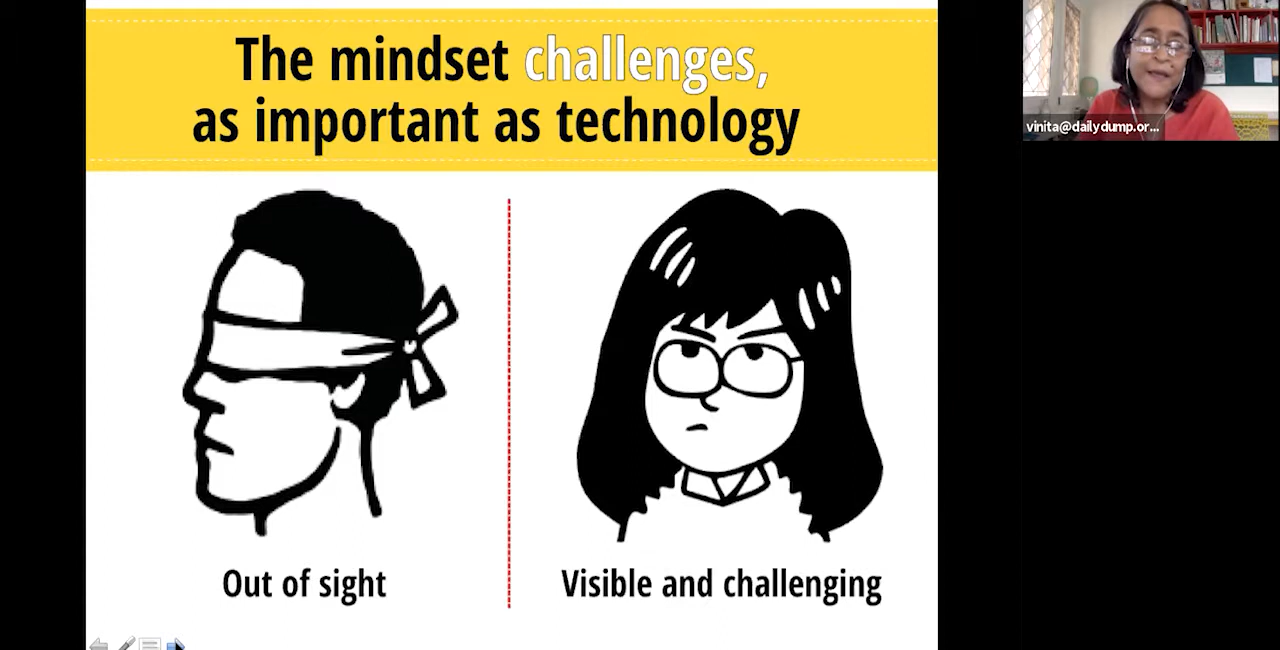 The mindset challenges,
as important as technology
vinita@dailydump.or...
Out of sight
Visible and challenging